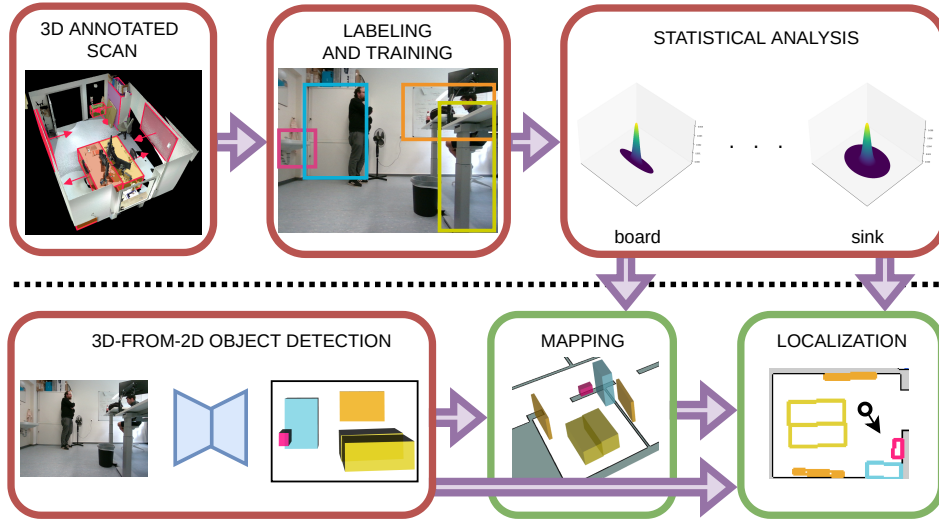 3D ANNOTATED
SCAN
LABELING
AND TRAINING
STATISTICAL ANALYSIS
. . .
board
sink
3D-FROM-2D OBJECT DETECTION
MAPPING
LOCALIZATION